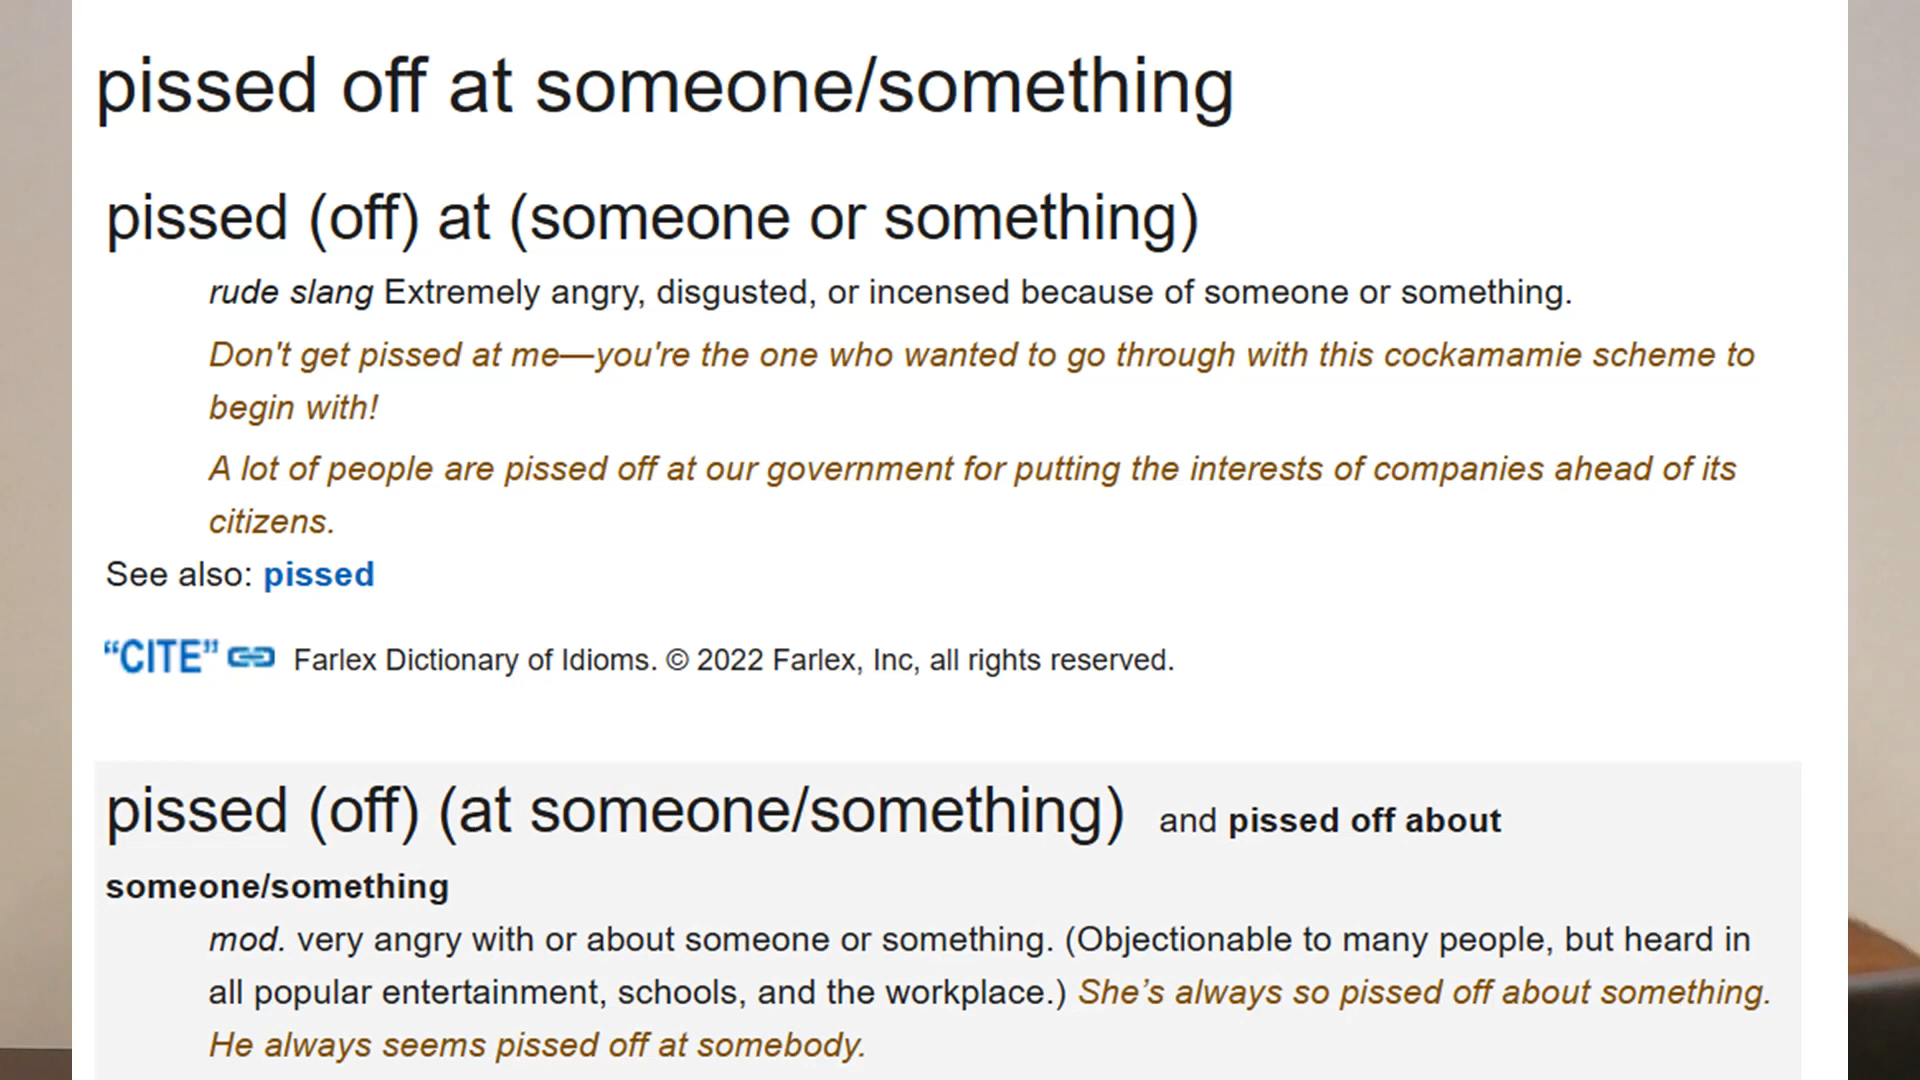 pissed off at someone/something
pissed (off) at (someone or something)
rude slang Extremely angry, disgusted, or incensed because of someone or something.
Don't get pissed at me—you're the one who wanted to go through with this cockamamie scheme to
begin with!
A lot of people are pissed off at our government for putting the interests of companies ahead of its
citizens.
See also: pissed
“CITE” Farlex Dictionary of Idioms. © 2022 Farlex, Inc, all rights reserved.
pissed (off) (at someone/something) and pissed off about
someone/something
mod. very angry with or about someone or something. (Objectionable to many people, but heard in
all popular entertainment, schools, and the workplace.) She’s always so pissed off about something.
He always seems pissed off at somebody.